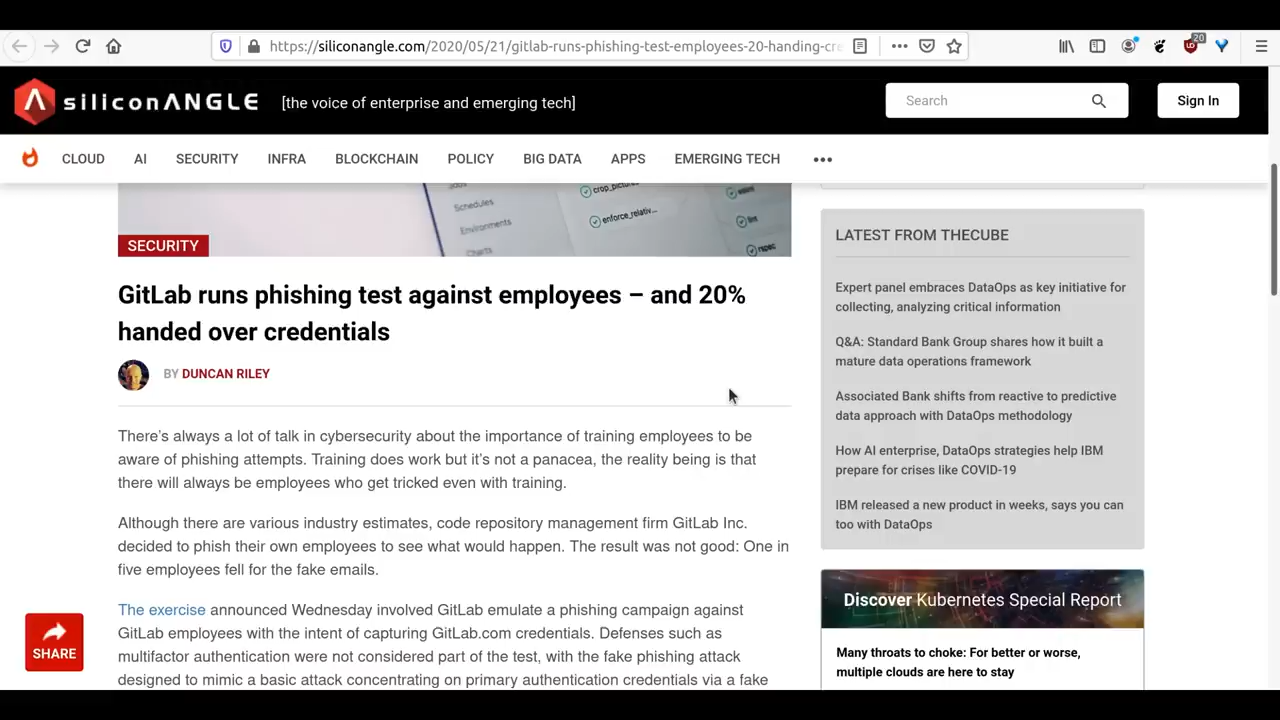 https://siliconangle.com/2020/05/21/gitlab-runs-phishing-test-employees-20-handing-cre
20
siliconANGLE
[the voice of enterprise and emerging tech]
Search
Sign In
CLOUD AI SECURITY INFRA BLOCKCHAIN POLICY BIG DATA APPS EMERGING TECH
Schedules
Environments
Charts
enforce_relativ...
rspec
SECURITY
GitLab runs phishing test against employees – and 20%
handed over credentials
BY DUNCAN RILEY
There's always a lot of talk in cybersecurity about the importance of training employees to be
aware of phishing attempts. Training does work but it's not a panacea, the reality being is that
there will always be employees who get tricked even with training.
Although there are various industry estimates, code repository management firm GitLab Inc.
decided to phish their own employees to see what would happen. The result was not good: One in
five employees fell for the fake emails.
The exercise announced Wednesday involved GitLab emulate a phishing campaign against
GitLab employees with the intent of capturing GitLab.com credentials. Defenses such as
multifactor authentication were not considered part of the test, with the fake phishing attack
designed to mimic a basic attack concentrating on primary authentication credentials via a fake
SHARE
LATEST FROM THECUBE
Expert panel embraces DataOps as key initiative for
collecting, analyzing critical information
Q&A: Standard Bank Group shares how it built a
mature data operations framework
Associated Bank shifts from reactive to predictive
data approach with DataOps methodology
How AI enterprise, DataOps strategies help IBM
prepare for crises like COVID-19
IBM released a new product in weeks, says you can
too with DataOps
Discover Kubernetes Special Report
Many threats to choke: For better or worse,
multiple clouds are here to stay